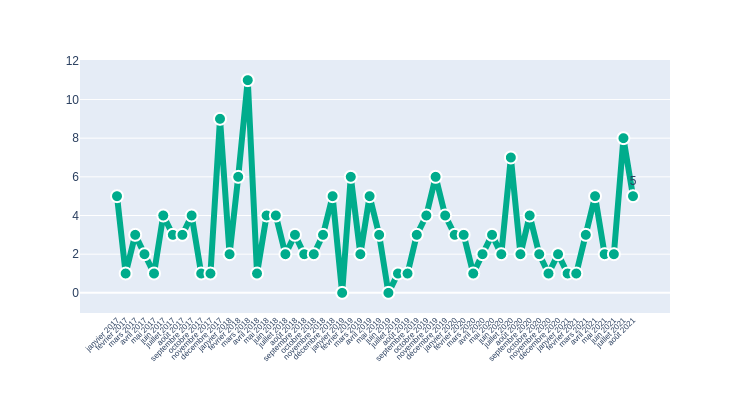 12
10
8
6
4
2
0
5
janvier 2017
février 2017
mars 2017
avril 2017
mai 2017
juin 2017
juillet 2017
août 2017
septembre 2017
octobre 2017
novembre 2017
décembre 2017
janvier 2018
février 2018
mars 2018
avril 2018
mai 2018
juin 2018
juillet 2018
août 2018
septembre 2018
octobre 2018
novembre 2018
décembre 2018
janvier 2019
février 2019
mars 2019
avril 2019
mai 2019
juin 2019
juillet 2019
août 2019
septembre 2019
octobre 2019
novembre 2019
décembre 2019
janvier 2020
février 2020
mars 2020
avril 2020
mai 2020
juin 2020
juillet 2020
août 2020
septembre 2020
octobre 2020
novembre 2020
décembre 2020
janvier 2021
février 2021
mars 2021
avril 2021
mai 2021
juin 2021
juillet 2021
août 2021